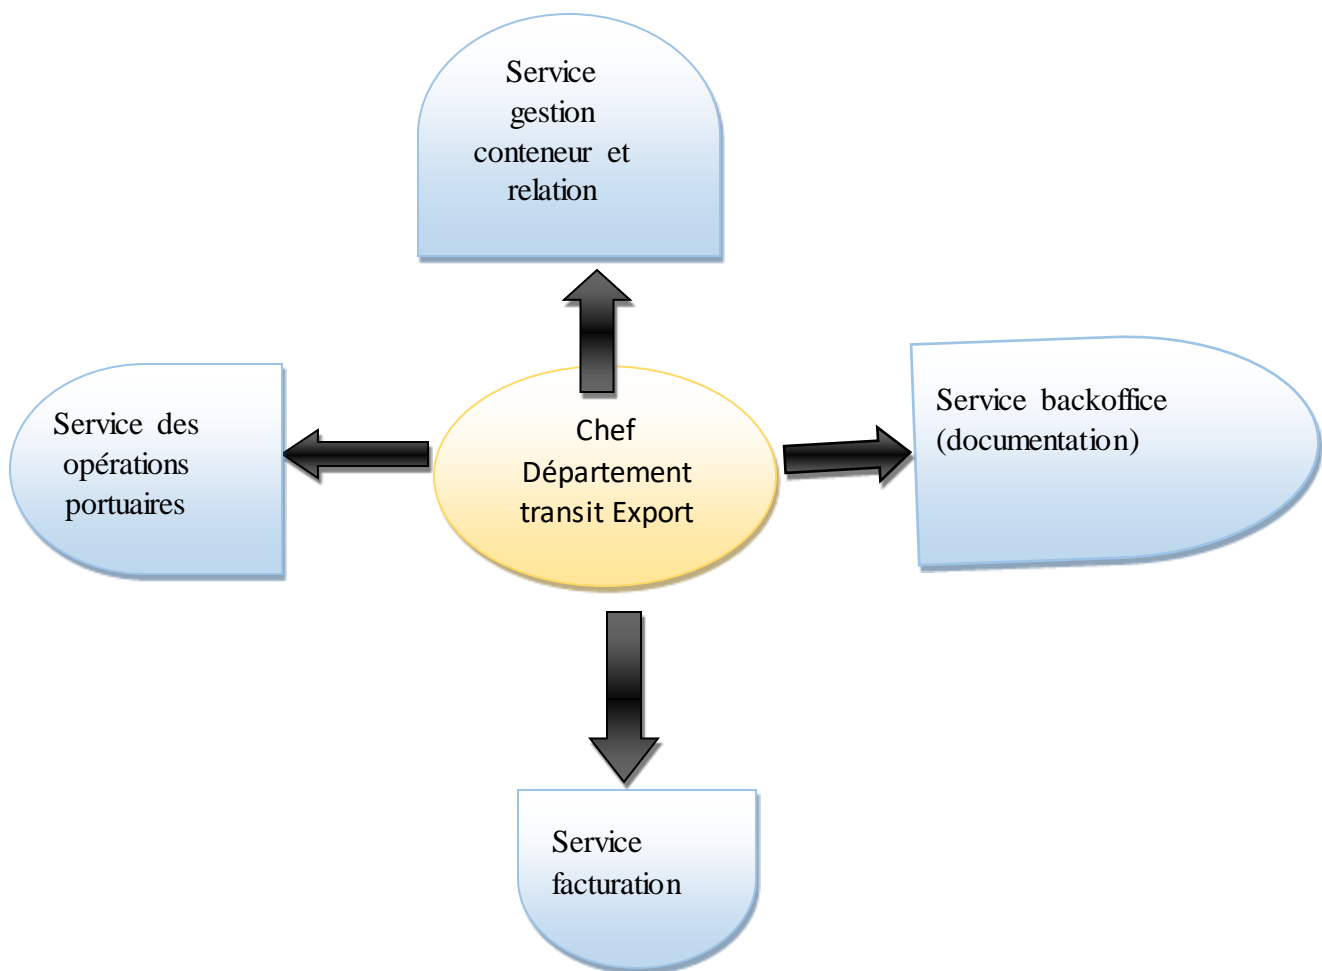 Service
gestion
conteneur et
relation
Service des
opérations
portuaires
Chef
Département
transit Export
Service backoffice
(documentation)
Service
facturation